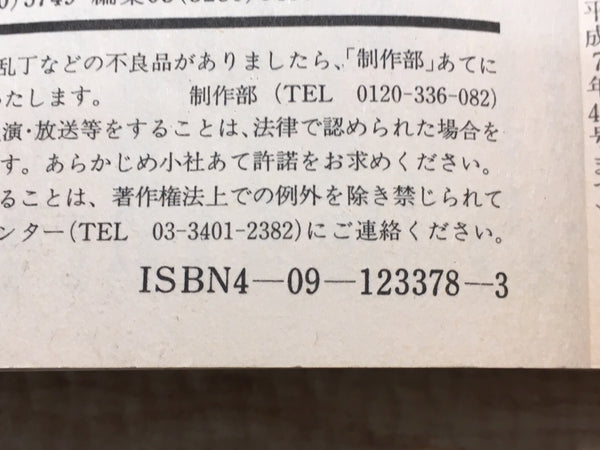 乱丁などの不良品がありましたら、「制作部」あてに
たします。 制作部 (TEL 0120-336-082)
演・放送等をすることは、法律で認められた場合を
す。あらかじめ小社あて許諾をお求めください。
ることは、著作権法上での例外を除き禁じられて
ンター(TEL 03-3401-2382)にご連絡ください。
ISBN4―09―123378―3
平成7年4